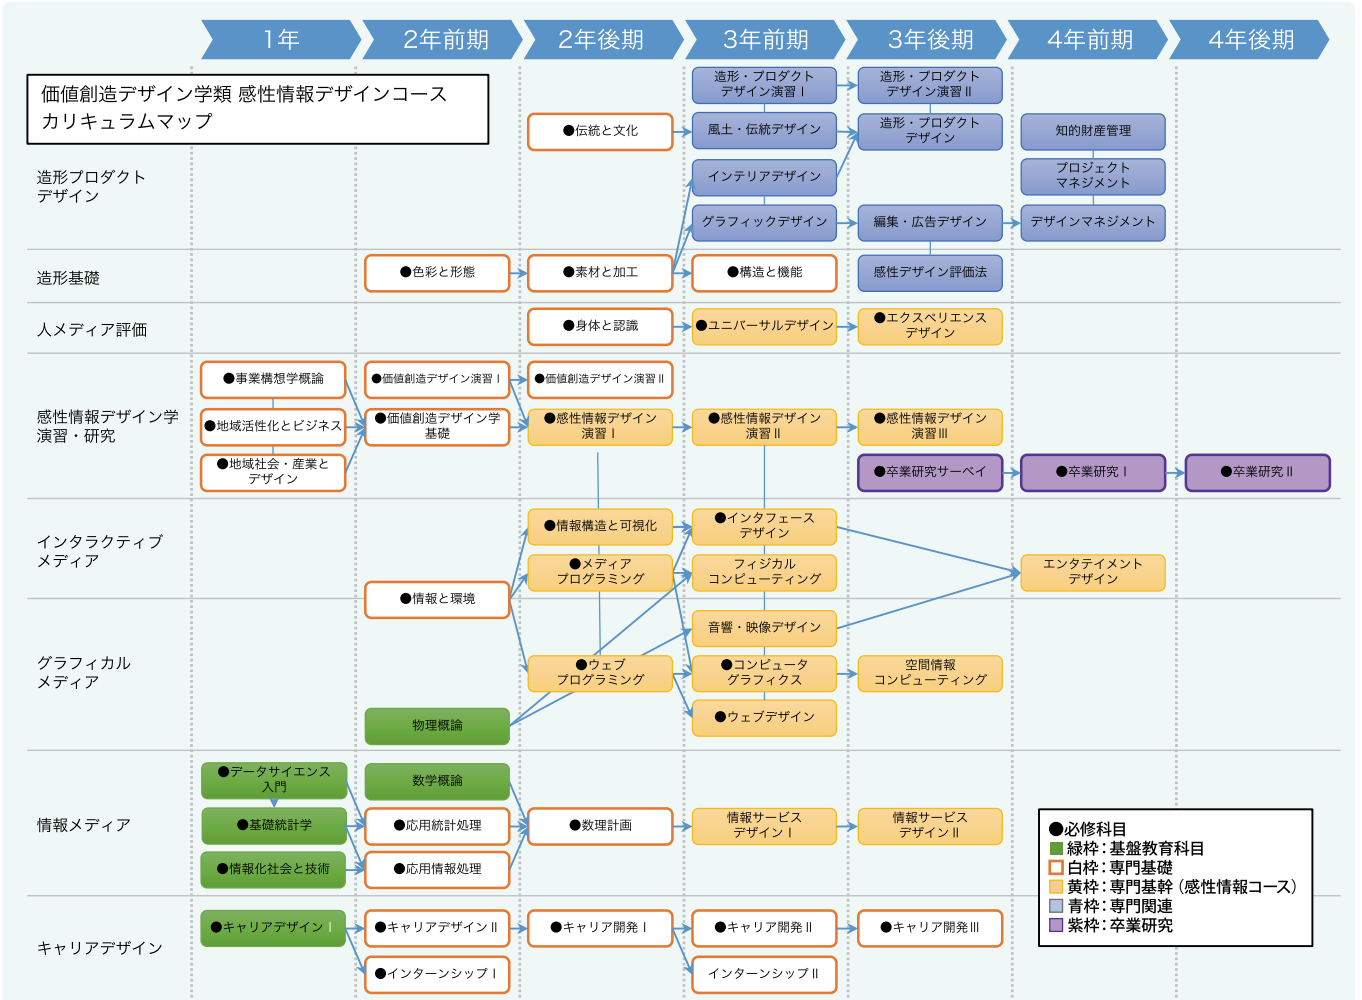 1年
2年前期
2年後期
3年前期
3年後期
4年前期
4年後期
価値創造デザイン学類 感性情報デザインコース
カリキュラムマップ
造形プロダクト
デザイン
造形・プロダクト
デザイン演習Ⅰ
造形・プロダクト
デザイン演習Ⅱ
●伝統と文化
風土・伝統デザイン
造形・プロダクト
デザイン
知的財産管理
インテリアデザイン
プロジェクト
マネジメント
グラフィックデザイン
編集・広告デザイン
デザインマネジメント
造形基礎
●色彩と形態
●素材と加工
●構造と機能
感性デザイン評価法
人メディア評価
●身体と認識
●ユニバーサルデザイン
●エクスペリエンス
デザイン
感性情報デザイン学
演習・研究
●事業構想学概論
●価値創造デザイン演習Ⅰ
●価値創造デザイン演習Ⅱ
●地域活性化とビジネス
●価値創造デザイン学
基礎
●感性情報デザイン
演習Ⅰ
●感性情報デザイン
演習Ⅱ
●感性情報デザイン
演習Ⅲ
●地域社会・産業と
デザイン
●卒業研究サーベイ
●卒業研究Ⅰ
●卒業研究Ⅱ
インタラクティブ
メディア
●情報構造と可視化
●インタフェース
デザイン
●メディア
プログラミング
フィジカル
コンピューティング
エンタテイメント
デザイン
●情報と環境
グラフィカル
メディア
音響・映像デザイン
●ウェブ
プログラミング
●コンピュータ
グラフィクス
空間情報
コンピューティング
物理概論
●ウェブデザイン
情報メディア
●データサイエンス
入門
数学概論
●基礎統計学
●応用統計処理
●数理計画
情報サービス
デザインⅠ
情報サービス
デザインⅡ
●情報化社会と技術
●応用情報処理
キャリアデザイン
●キャリアデザインⅠ
●キャリアデザインⅡ
●キャリア開発Ⅰ
●キャリア開発Ⅱ
●キャリア開発Ⅲ
●インターンシップⅠ
インターンシップⅡ
●必修科目
緑枠：基盤教育科目
白枠：専門基礎
黄枠：専門基幹（感性情報コース）
青枠：専門関連
紫枠：卒業研究